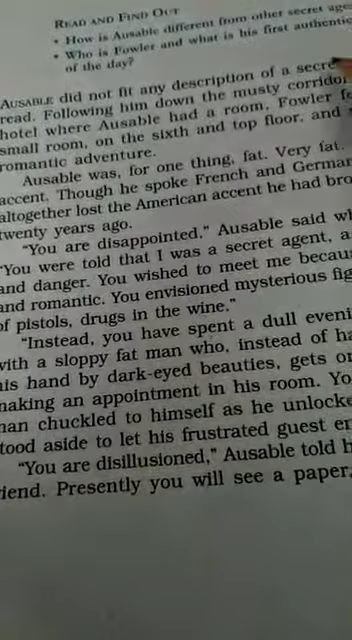 READ AND FIND OUT
• How is Ausable different from other secret age
• Who is Fowler and what is his first authentic
of the day?
AUSABLE did not fit any description of a secre
read. Following him down the musty corridor
hotel where Ausable had a room, Fowler fe
small room, on the sixth and top floor, and
romantic adventure.
Ausable was, for one thing, fat. Very fat.
accent. Though he spoke French and German
altogether lost the American accent he had bro
twenty years ago.
"You are disappointed," Ausable said wh
"You were told that I was a secret agent, a
and danger. You wished to meet me becau
and romantic. You envisioned mysterious fig
of pistols, drugs in the wine."
"Instead, you have spent a dull eveni
with a sloppy fat man who, instead of ha
his hand by dark-eyed beauties, gets on
making an appointment in his room. Yo
man chuckled to himself as he unlocke
tood aside to let his frustrated guest en
"You are disillusioned," Ausable told h
riend. Presently you will see a paper,